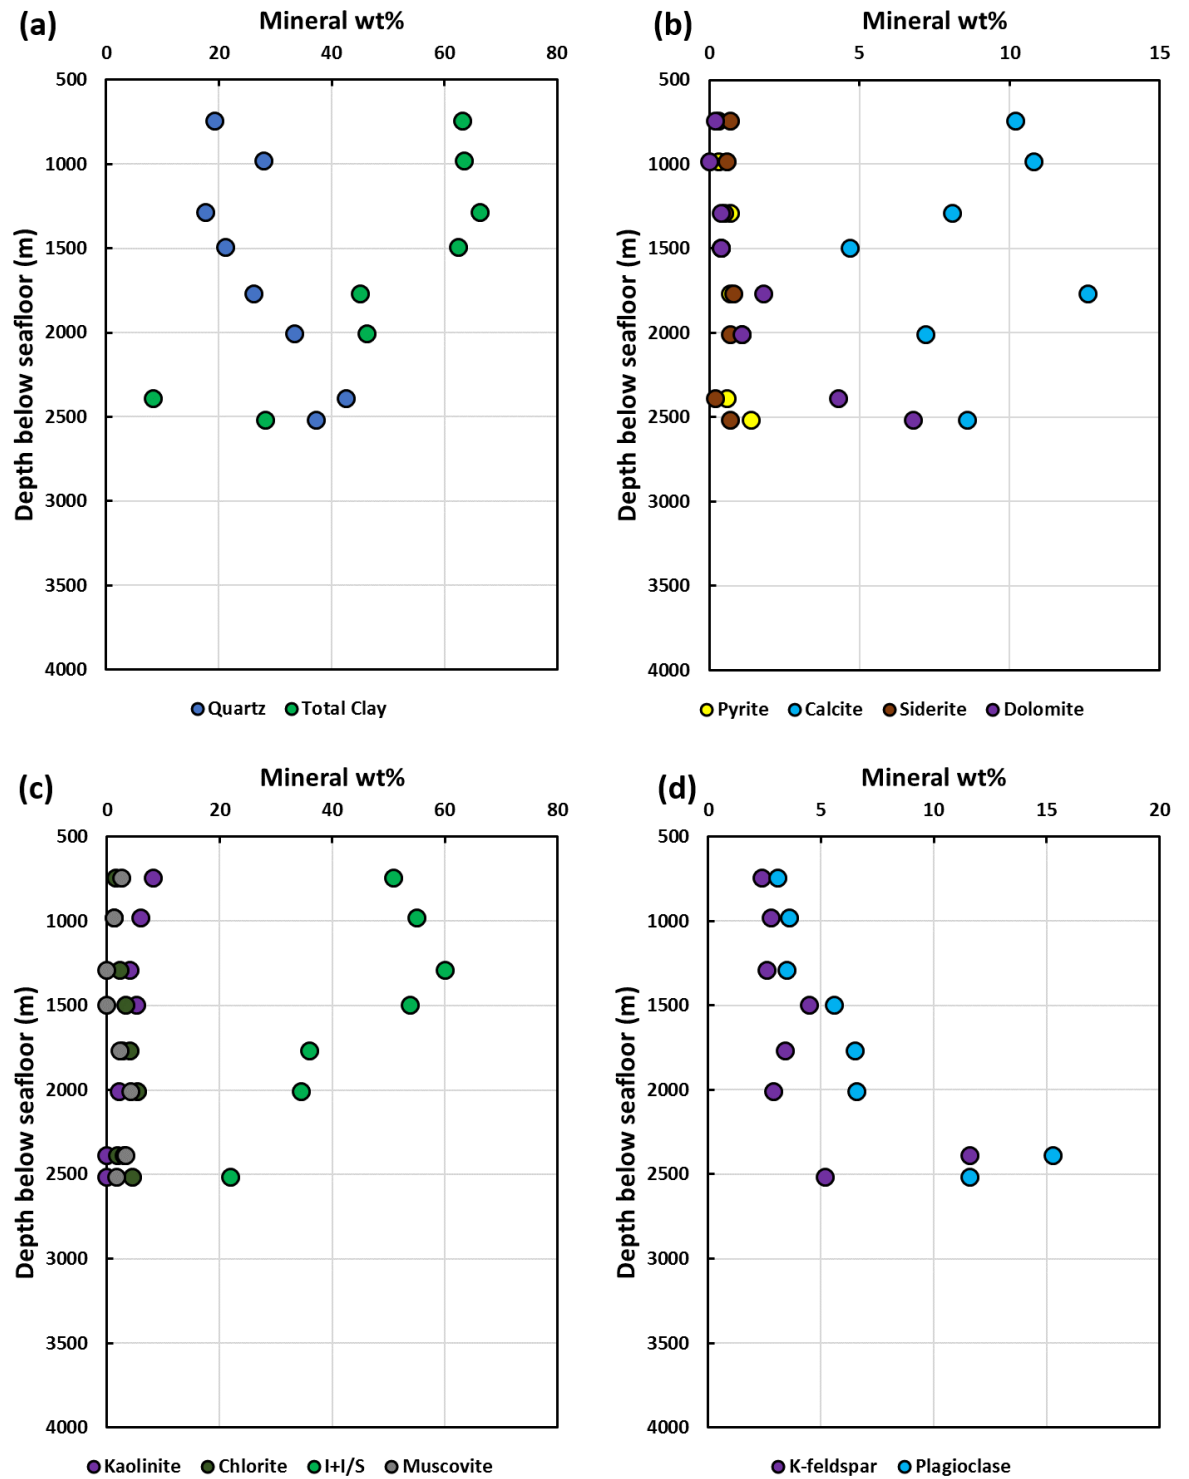 (a)
Mineral wt%
0 20 40 60 80
500
1000
1500
2000
2500
3000
3500
4000
Depth below seafloor (m)
Quartz Total Clay
(b)
Mineral wt%
0 5 10 15
500
1000
1500
2000
2500
3000
3500
4000
Depth below seafloor (m)
Pyrite Calcite Siderite Dolomite
(c)
Mineral wt%
0 20 40 60 80
500
1000
1500
2000
2500
3000
3500
4000
Depth below seafloor (m)
Kaolinite Chlorite I+I/S Muscovite
(d)
Mineral wt%
0 5 10 15 20
500
1000
1500
2000
2500
3000
3500
4000
Depth below seafloor (m)
K-feldspar Plagioclase